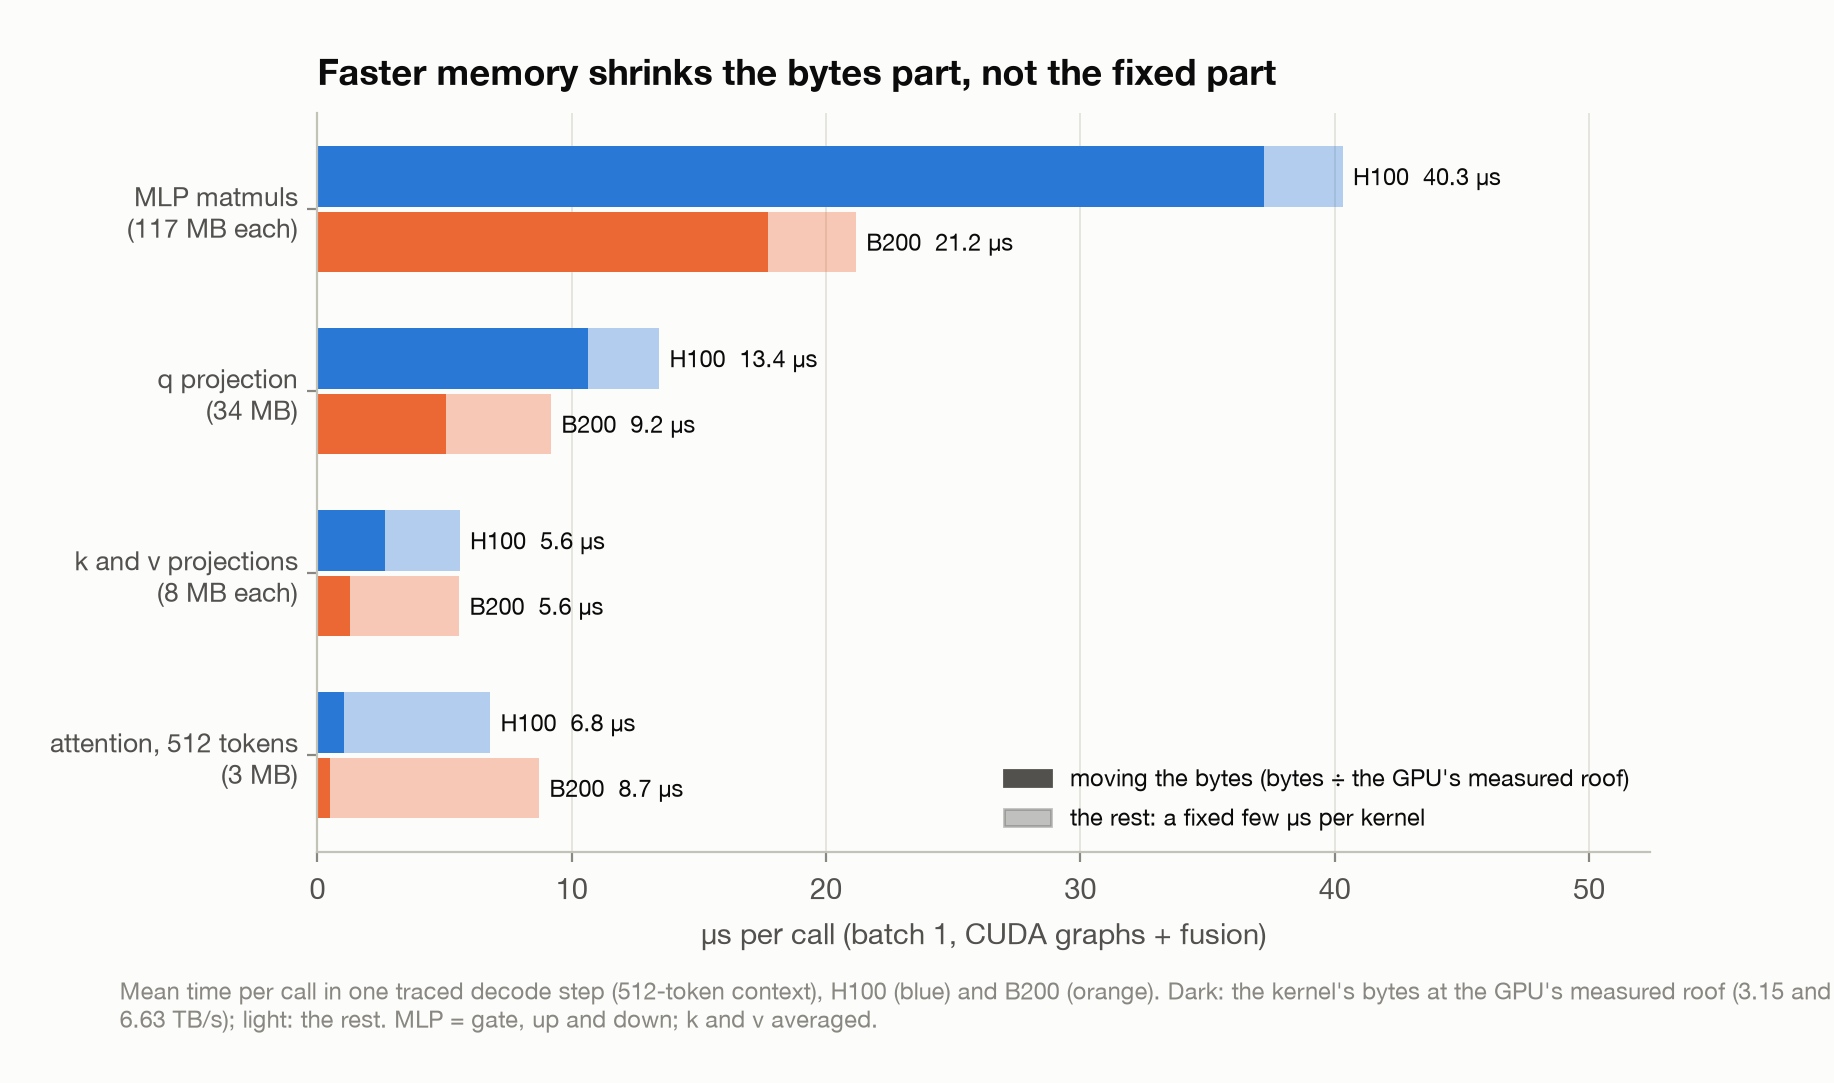 Faster memory shrinks the bytes part, not the fixed part
MLP matmuls
(117 MB each)
H100 40.3 µs
B200 21.2 µs
q projection
(34 MB)
H100 13.4 µs
B200 9.2 µs
k and v projections
(8 MB each)
H100 5.6 µs
B200 5.6 µs
attention, 512 tokens
(3 MB)
H100 6.8 µs
B200 8.7 µs
moving the bytes (bytes ÷ the GPU's measured roof)
the rest: a fixed few µs per kernel
0 10 20 30 40 50
µs per call (batch 1, CUDA graphs + fusion)
Mean time per call in one traced decode step (512-token context), H100 (blue) and B200 (orange). Dark: the kernel's bytes at the GPU's measured roof (3.15 and
6.63 TB/s); light: the rest. MLP = gate, up and down; k and v averaged.